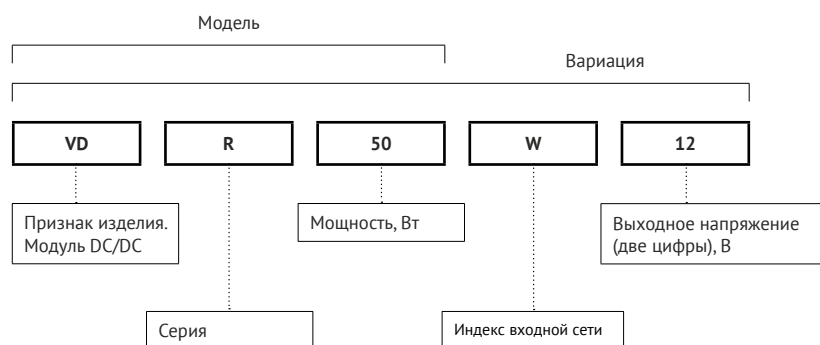 Модель
Вариация
VD
R
50
W
12
Признак изделия.
Модуль DC/DC
Мощность, Вт
Выходное напряжение
(две цифры), В
Серия
Индекс входной сети